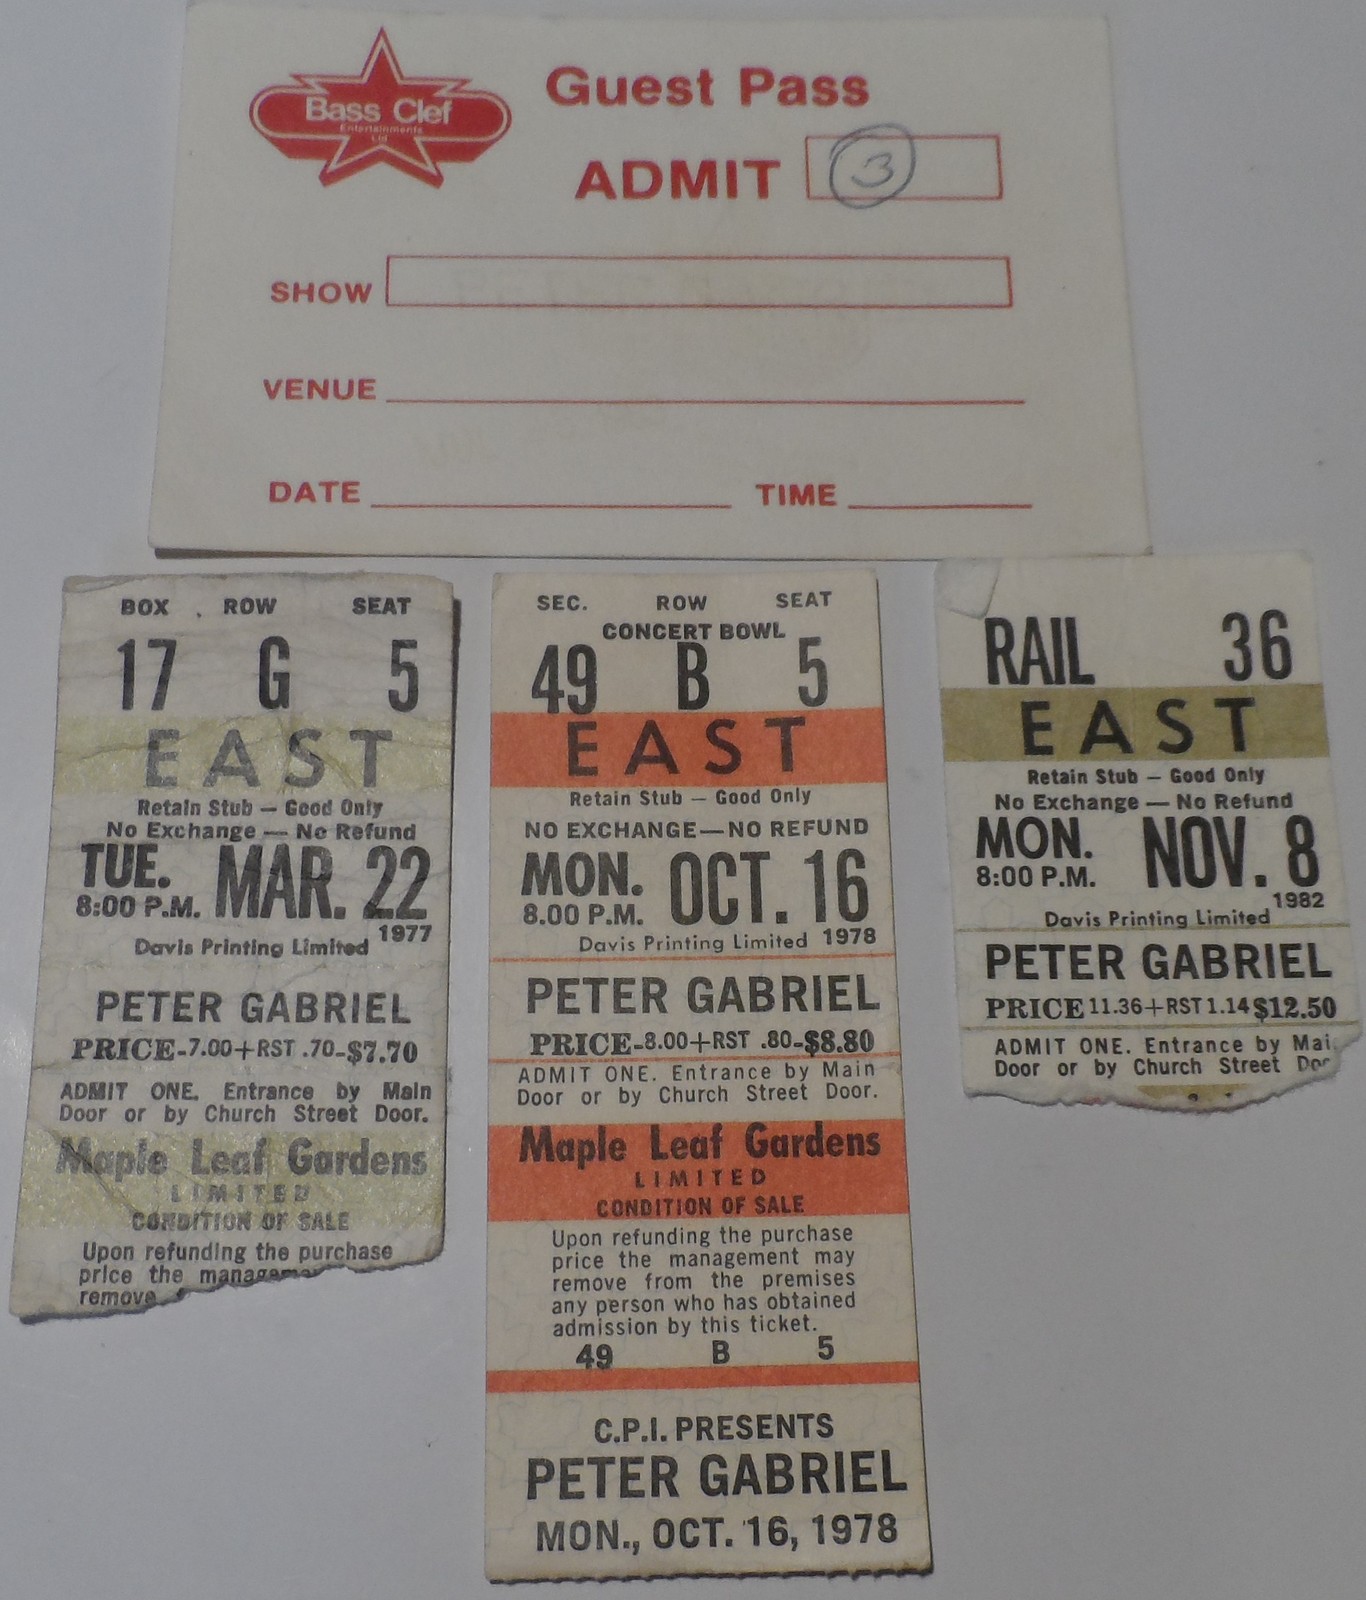 Bass Clef
Entertainments
Ltd
Guest Pass
ADMIT 3
SHOW
VENUE
DATE TIME
BOX ROW SEAT
17 G 5
EAST
Retain Stub — Good Only
No Exchange — No Refund
TUE. MAR. 22
8:00 P.M.
1977
Davis Printing Limited
PETER GABRIEL
PRICE-7.00+RST .70-$7.70
ADMIT ONE. Entrance by Main
Door or by Church Street Door.
Maple Leaf Gardens
LIMITED
CONDITION OF SALE
Upon refunding the purchase
price the
remove
SEC. ROW SEAT
CONCERT BOWL
49 B 5
EAST
Retain Stub — Good Only
NO EXCHANGE—NO REFUND
MON. OCT. 16
8.00 P.M.
Davis Printing Limited 1978
PETER GABRIEL
PRICE-8.00+RST .80-$8.80
ADMIT ONE. Entrance by Main
Door or by Church Street Door.
Maple Leaf Gardens
LIMITED
CONDITION OF SALE
Upon refunding the purchase
price the management may
remove from the premises
any person who has obtained
admission by this ticket.
49 B 5
C.P.I. PRESENTS
PETER GABRIEL
MON., OCT. 16, 1978
RAIL 36
EAST
Retain Stub — Good Only
No Exchange — No Refund
MON. NOV. 8
8:00 P.M.
1982
Davis Printing Limited
PETER GABRIEL
PRICE 11.36+RST 1.14 $12.50
ADMIT ONE. Entrance by Mai
Door or by Church Street